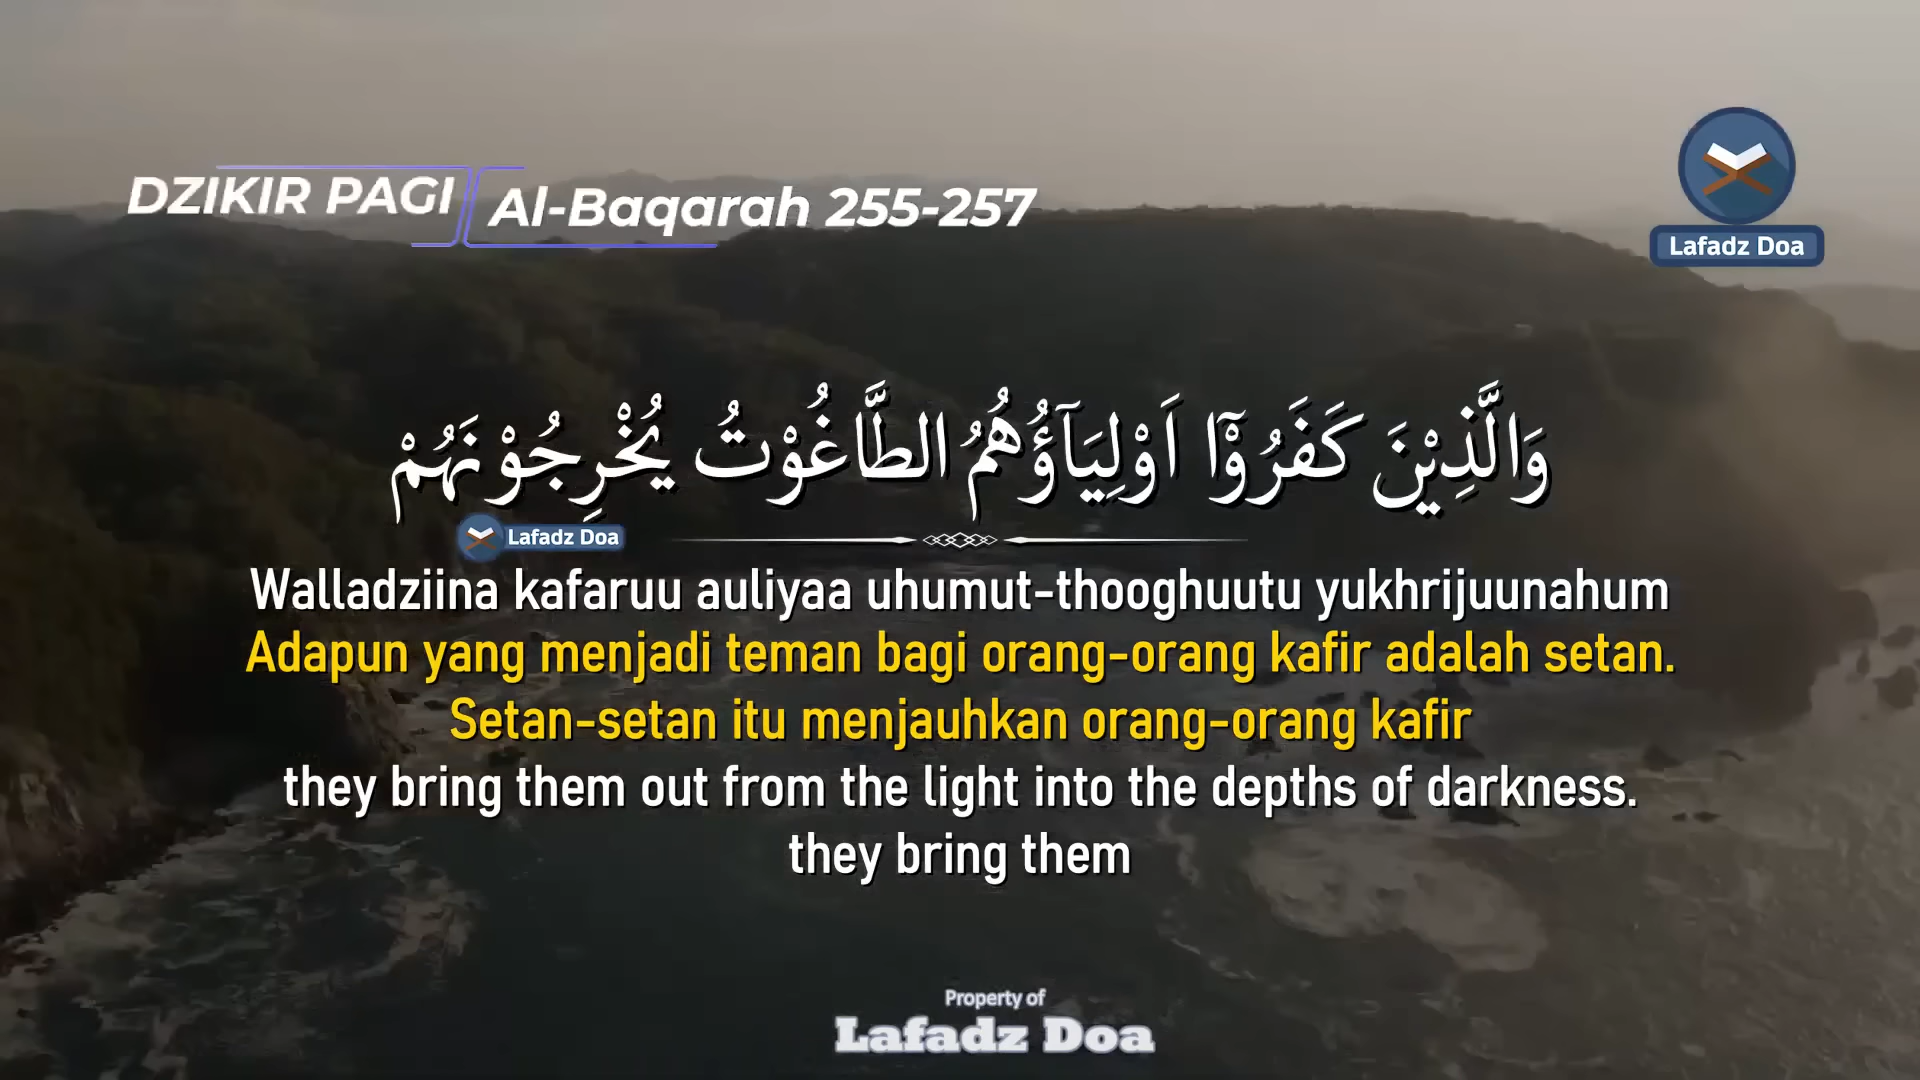 DZIKIR PAGI
Al-Baqarah 255-257
Lafadz Doa
وَالَّذِيْنَ كَفَرُوْٓا اَوْلِيَاۤؤُهُمُ الطَّاغُوْتُ يُخْرِجُوْنَهُمْ
Lafadz Doa
Walladziina kafaruu auliyaa uhumut-thooghuutu yukhrijuunahum
Adapun yang menjadi teman bagi orang-orang kafir adalah setan.
Setan-setan itu menjauhkan orang-orang kafir
they bring them out from the light into the depths of darkness.
they bring them
Property of
Lafadz Doa